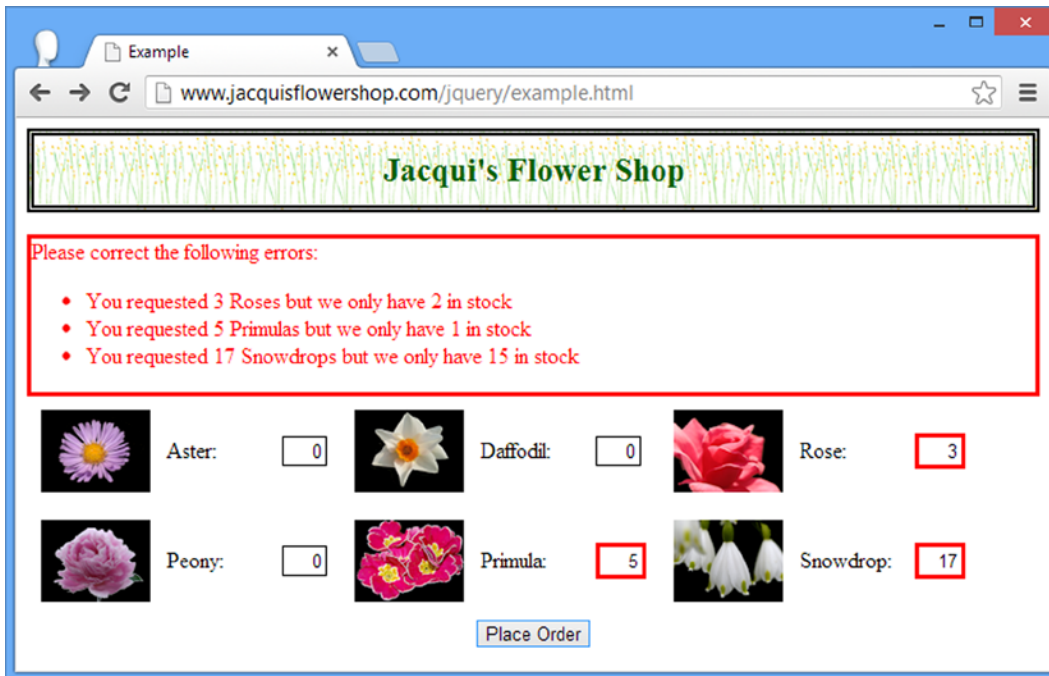 Example
www.jacquisflowershop.com/jquery/example.html
Jacqui's Flower Shop
Please correct the following errors:
• You requested 3 Roses but we only have 2 in stock
• You requested 5 Primulas but we only have 1 in stock
• You requested 17 Snowdrops but we only have 15 in stock
Aster: 0 Daffodil: 0 Rose: 3
Peony: 0 Primula: 5 Snowdrop: 17
Place Order